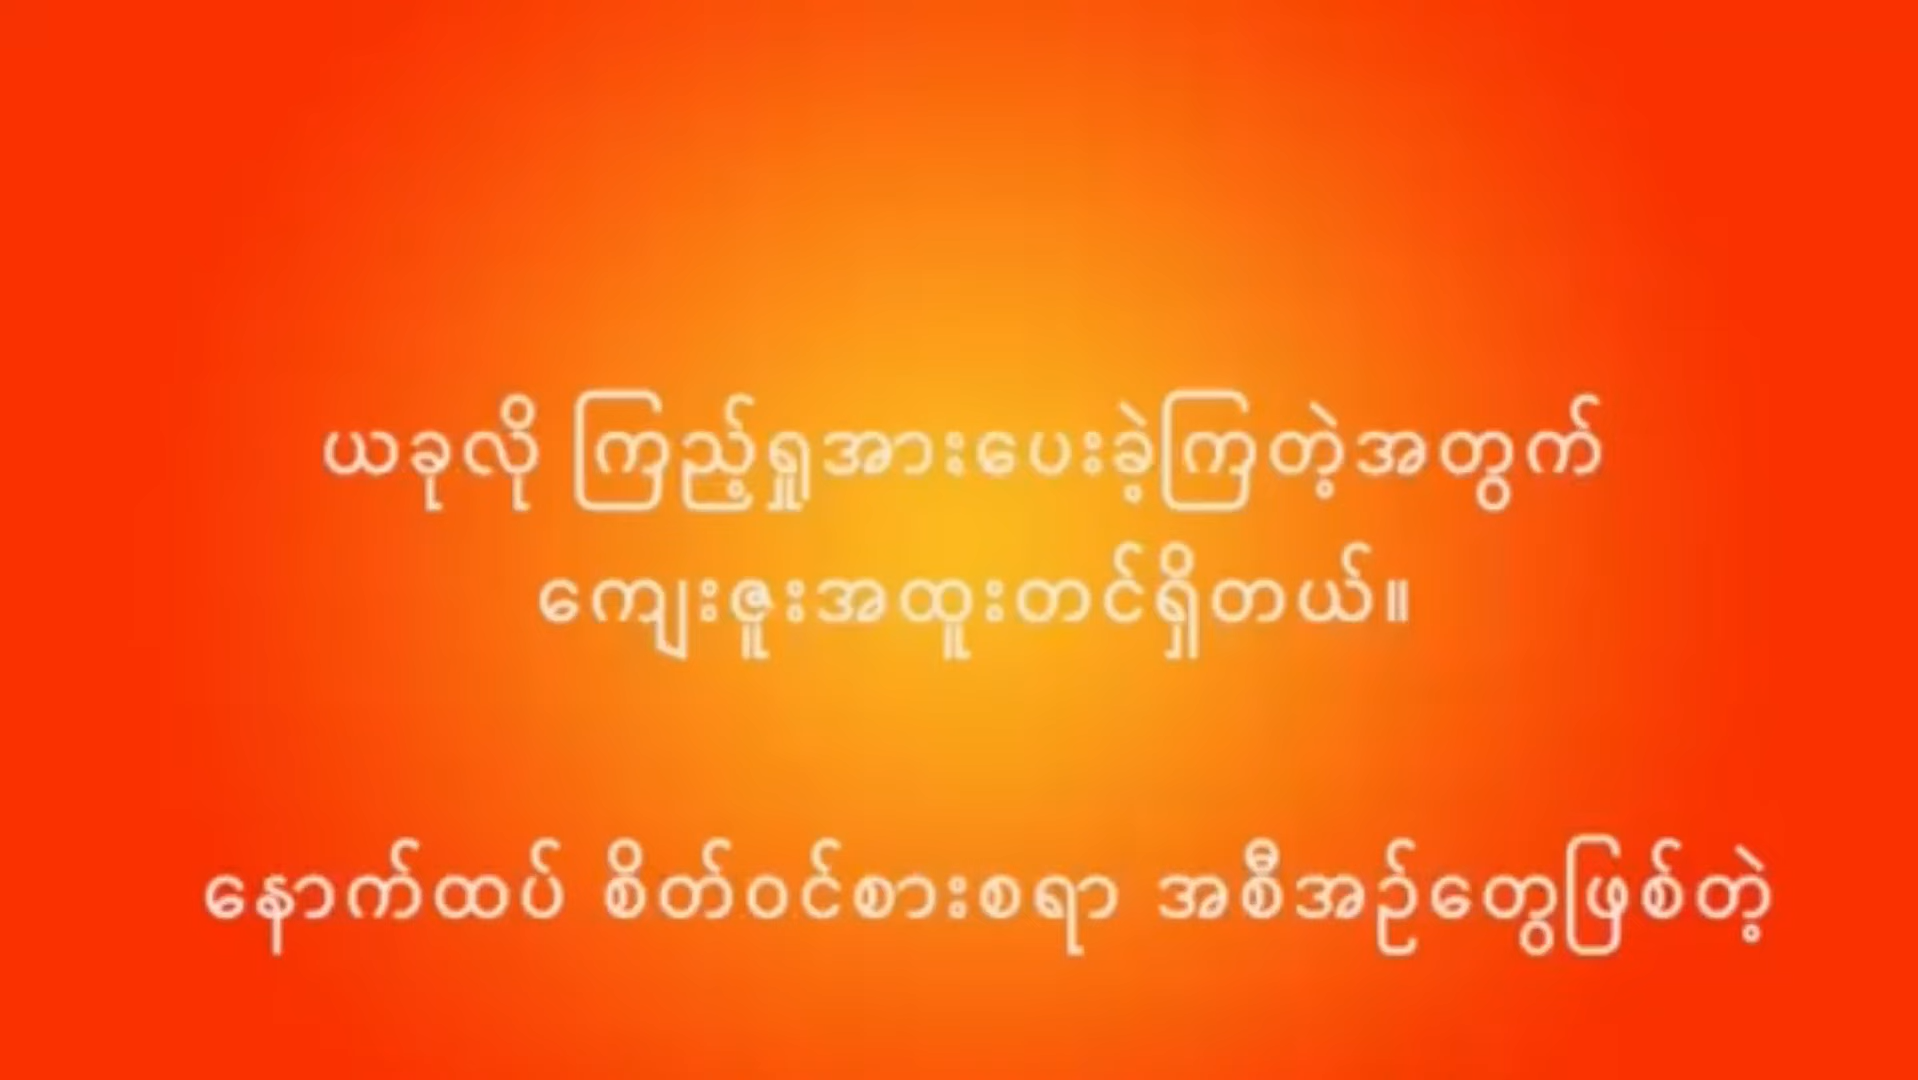 ယခုလို ကြည့်ရှုအားပေးခဲ့ကြတဲ့အတွက်
ကျေးဇူးအထူးတင်ရှိတယ်။
နောက်ထပ် စိတ်ဝင်စားစရာ အစီအဉ်တွေဖြစ်တဲ့